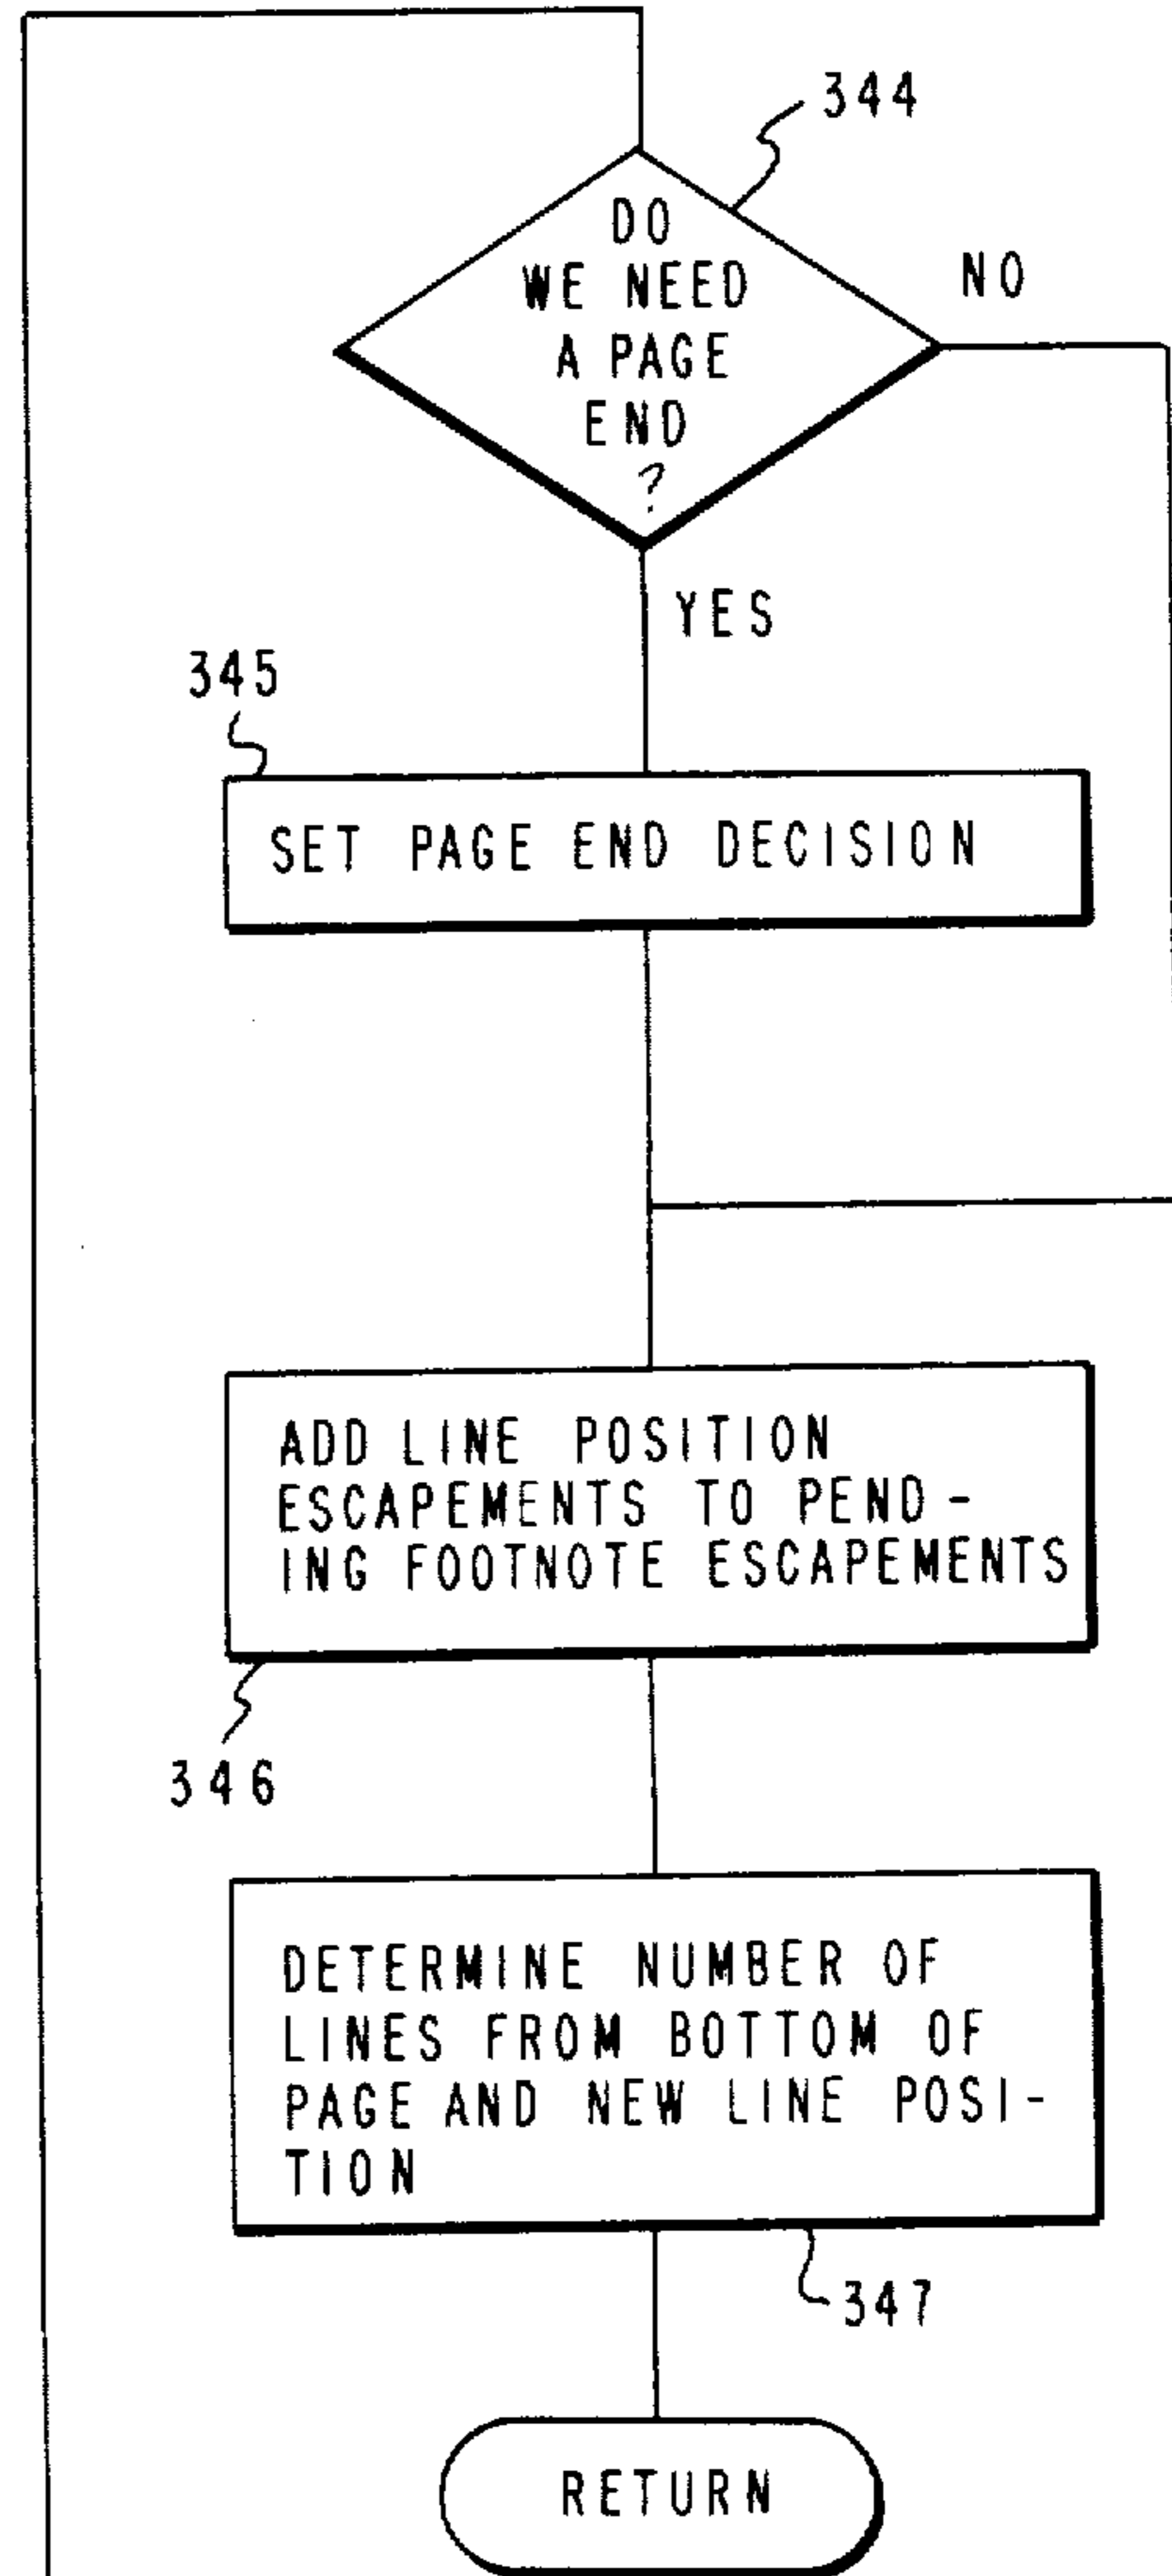 344
DO
WE NEED
A PAGE
END
?
NO
YES
345
SET PAGE END DECISION
ADD LINE POSITION
ESCAPEMENTS TO PEND-
ING FOOTNOTE ESCAPEMENTS
346
DETERMINE NUMBER OF
LINES FROM BOTTOM OF
PAGE AND NEW LINE POSI-
TION
347
RETURN